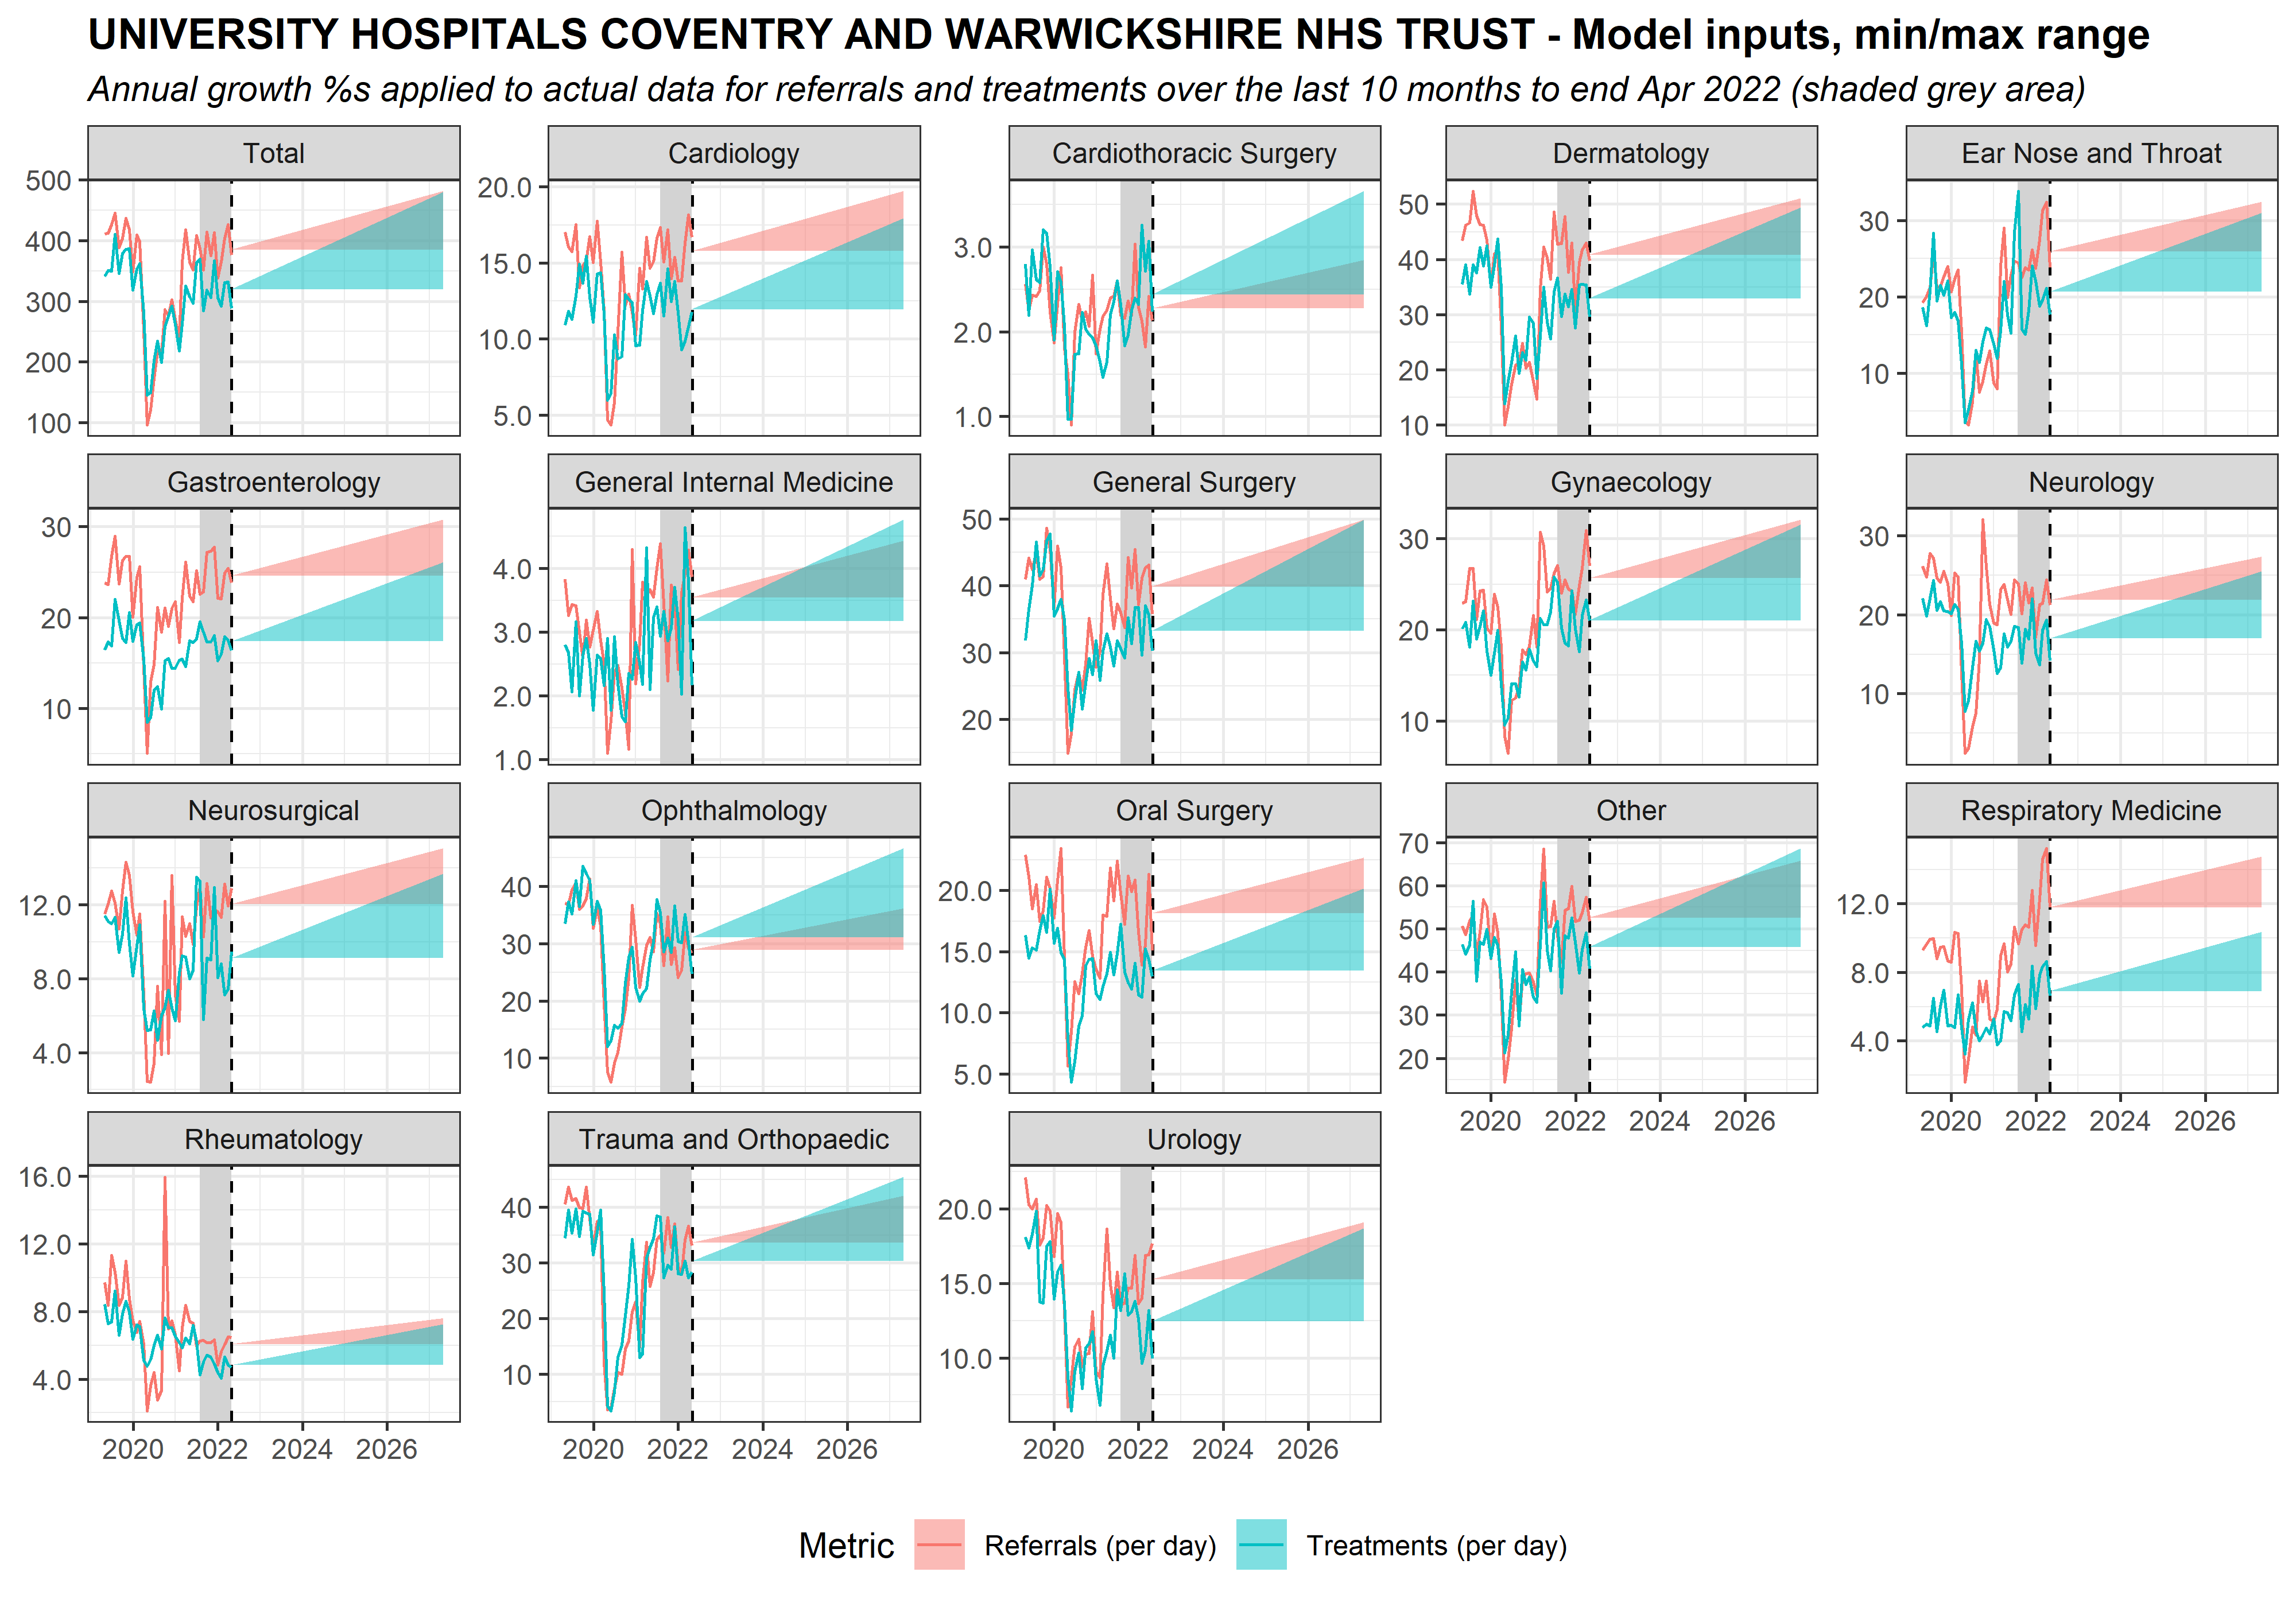 UNIVERSITY HOSPITALS COVENTRY AND WARWICKSHIRE NHS TRUST - Model inputs, min/max range
Annual growth %s applied to actual data for referrals and treatments over the last 10 months to end Apr 2022 (shaded grey area)
Total
500
400
300
200
100
Cardiology
20.0
15.0
10.0
5.0
Cardiothoracic Surgery
3.0
2.0
1.0
Dermatology
50
40
30
20
10
Ear Nose and Throat
30
20
10
Gastroenterology
30
20
10
General Internal Medicine
4.0
3.0
2.0
1.0
General Surgery
50
40
30
20
Gynaecology
30
20
10
Neurology
30
20
10
Neurosurgical
12.0
8.0
4.0
Ophthalmology
40
30
20
10
Oral Surgery
20.0
15.0
10.0
5.0
Other
70
60
50
40
30
20
2020 2022 2024 2026
Respiratory Medicine
12.0
8.0
4.0
2020 2022 2024 2026
Rheumatology
16.0
12.0
8.0
4.0
2020 2022 2024 2026
Trauma and Orthopaedic
40
30
20
10
2020 2022 2024 2026
Urology
20.0
15.0
10.0
2020 2022 2024 2026
Metric Referrals (per day) Treatments (per day)